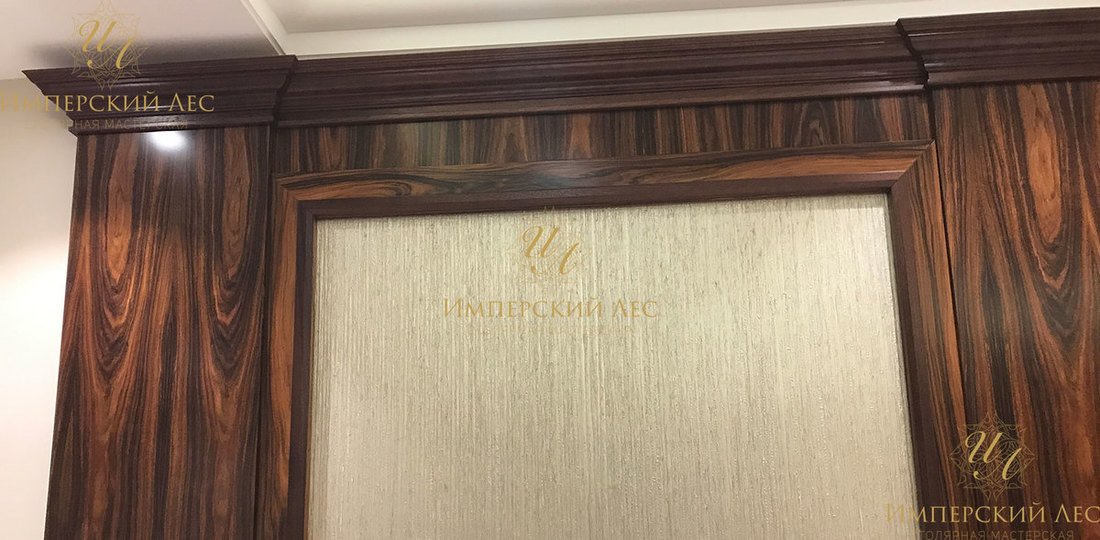 ИЛ
Имперский Лес
ИЛ
Имперский Лес
ИЛ
Имперский Лес
столярная мастерская